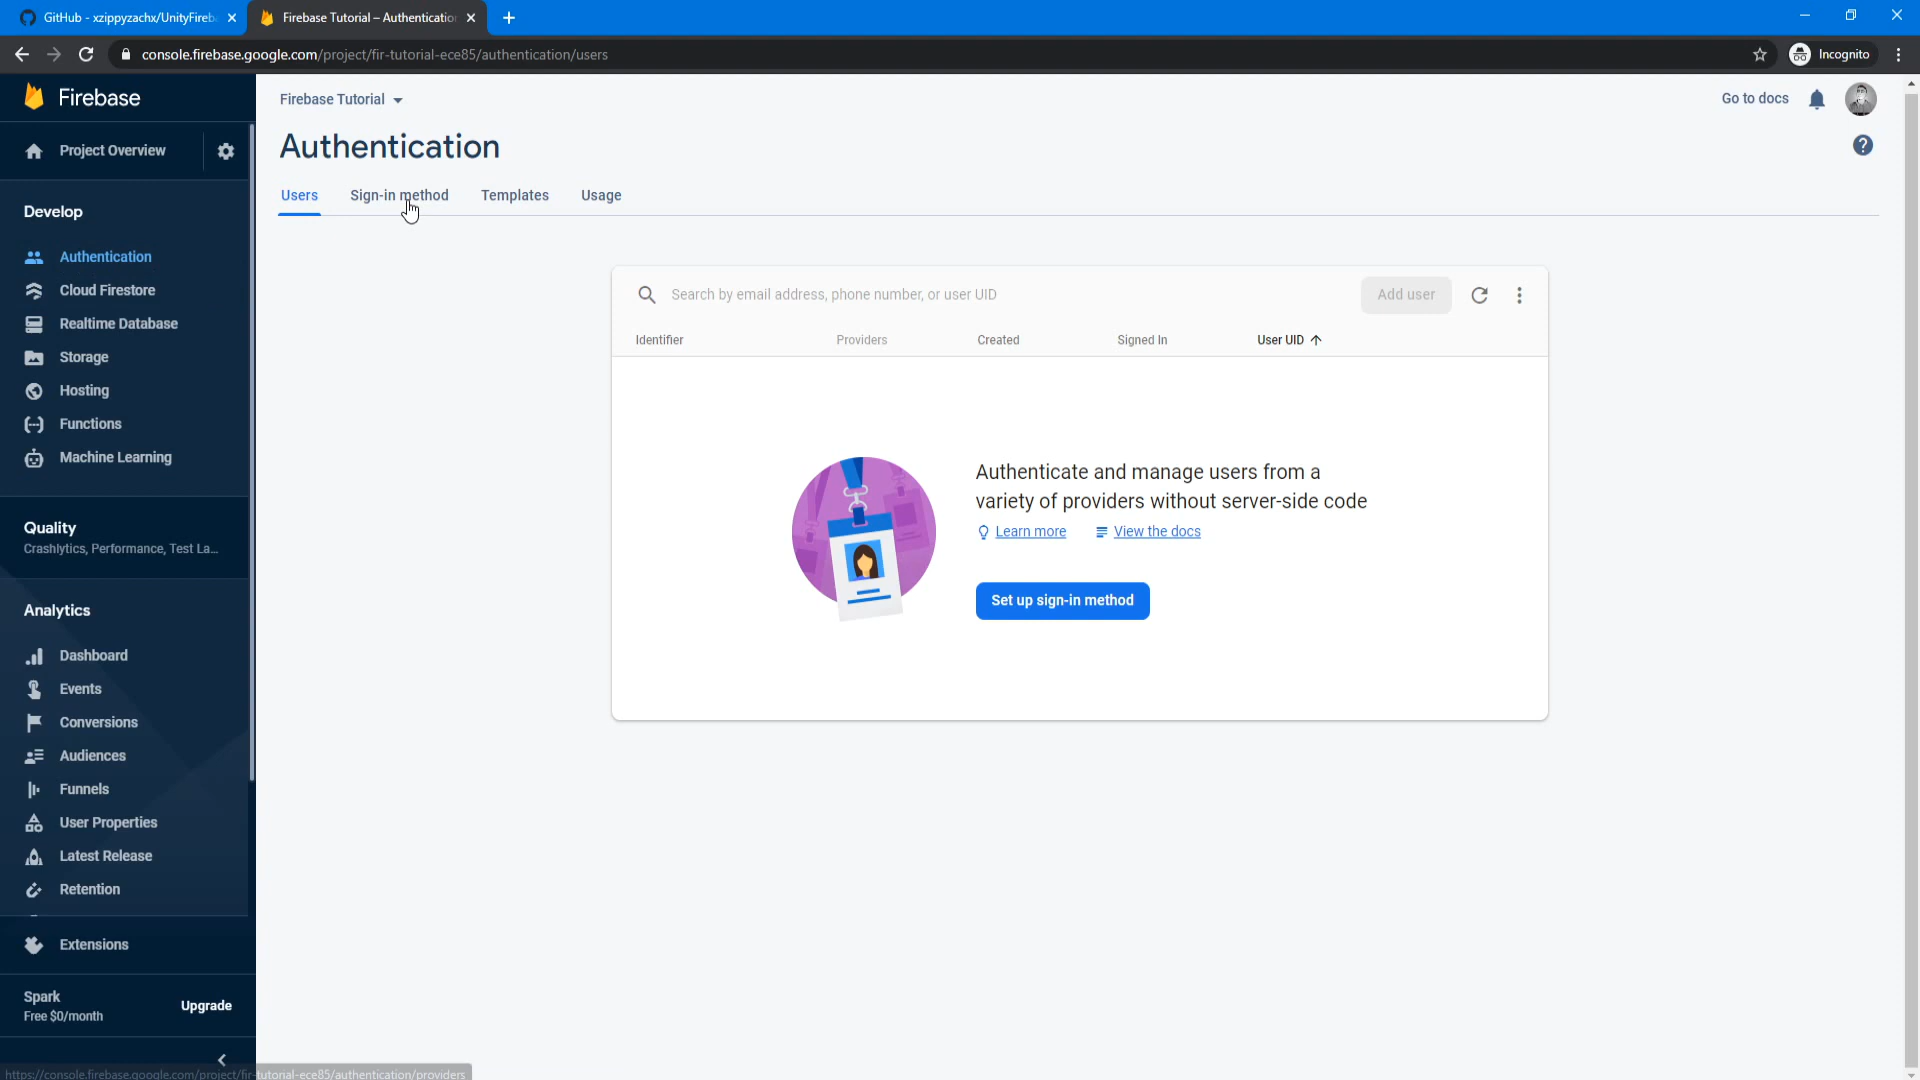 GitHub - xzippyzachx/UnityFireb
Firebase Tutorial – Authentication
console.firebase.google.com/project/fir-tutorial-ece85/authentication/users
Incognito
Firebase
Firebase Tutorial
Go to docs
Project Overview
Authentication
Users
Sign-in method
Templates
Usage
Develop
Authentication
Cloud Firestore
Realtime Database
Storage
Hosting
Functions
Machine Learning
Search by email address, phone number, or user UID
Add user
Identifier
Providers
Created
Signed In
User UID
Authenticate and manage users from a
variety of providers without server-side code
Learn more
View the docs
Set up sign-in method
Quality
Crashlytics, Performance, Test La...
Analytics
Dashboard
Events
Conversions
Audiences
Funnels
User Properties
Latest Release
Retention
Extensions
Spark
Free $0/month
Upgrade
https://console.firebase.google.com/project/fir-tutorial-ece85/authentication/providers